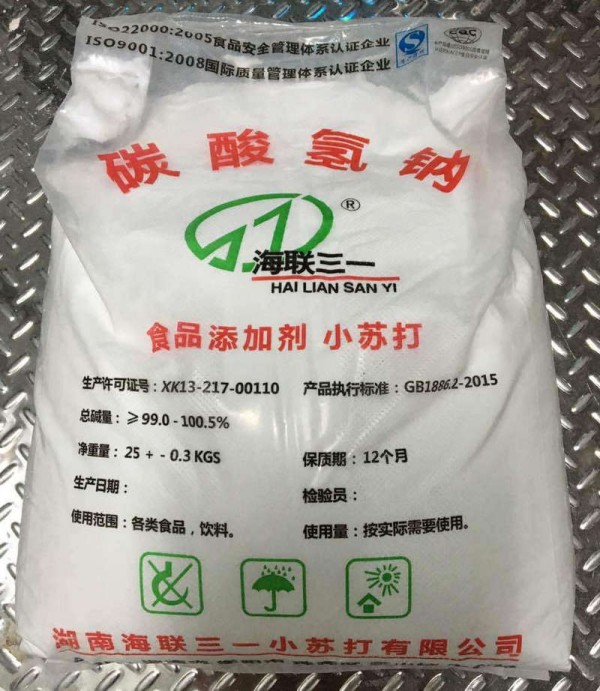 ISO22000:2005食品安全管理体系认证企业
ISO9001:2008国际质量管理体系认证企业
碳酸氢钠
®
海联三一
HAI LIAN SAN YI
食品添加剂 小苏打
生产许可证号：XK13-217-00110 产品执行标准：GB1886.2-2015
总碱量：≥99.0-100.5%
净重量：25 + - 0.3 KGS 保质期：12个月
生产日期： 检验员：
使用范围：各类食品，饮料。 使用量：按实际需要使用。
湖南海联三一小苏打有限公司